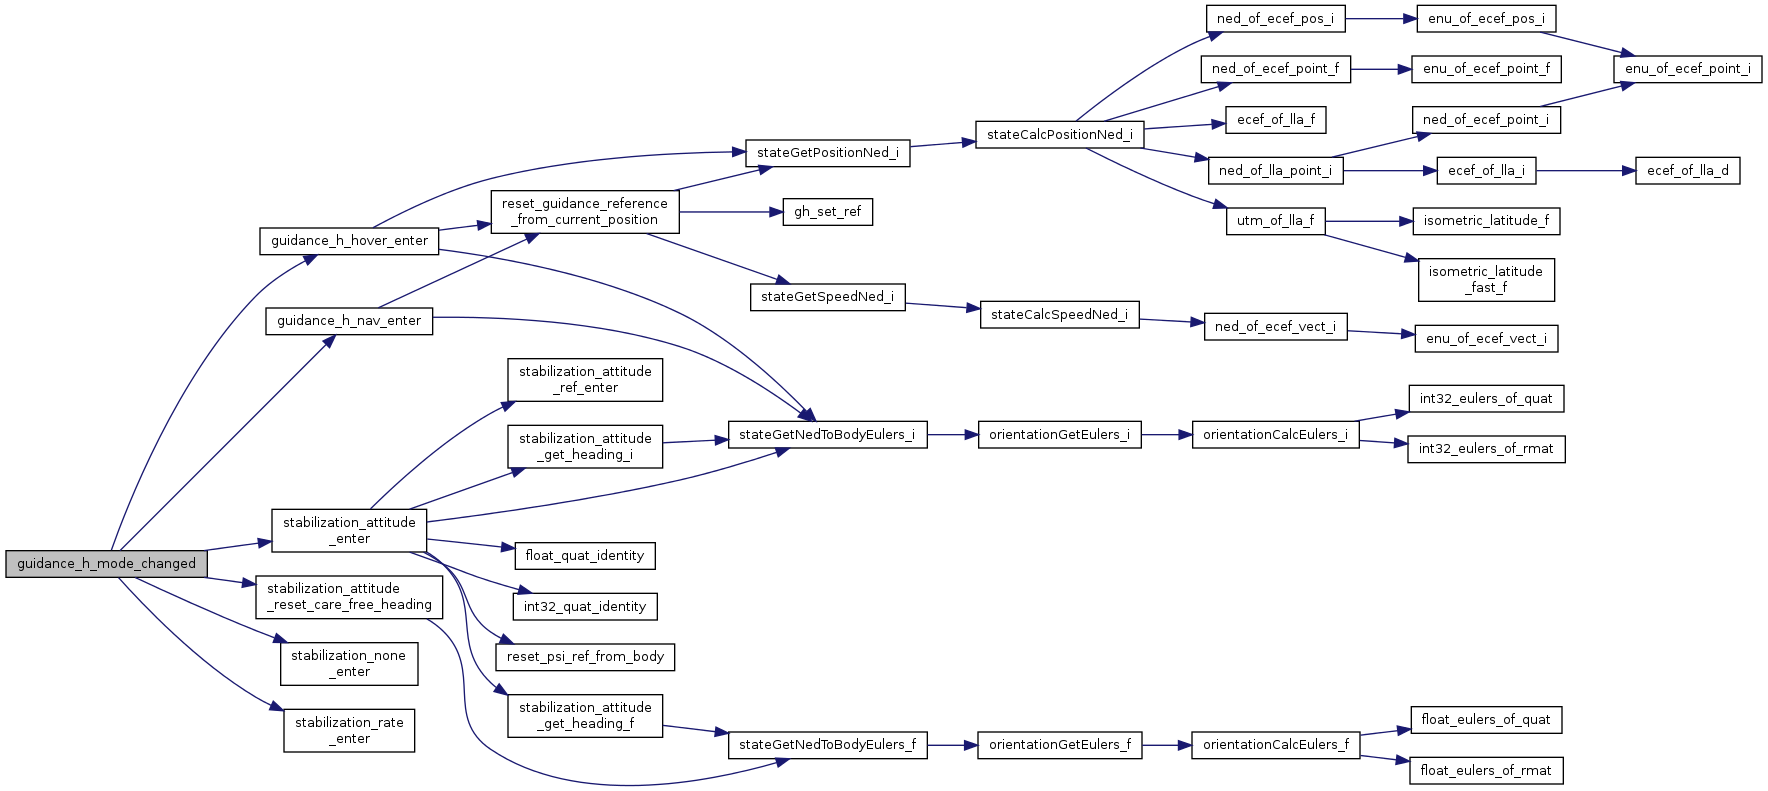 guidance_h_mode_changed
guidance_h_hover_enter
guidance_h_nav_enter
stabilization_attitude
_enter
stabilization_attitude
_reset_care_free_heading
stabilization_none
_enter
stabilization_rate
_enter
reset_guidance_reference
_from_current_position
stabilization_attitude
_ref_enter
stabilization_attitude
_get_heading_i
float_quat_identity
int32_quat_identity
reset_psi_ref_from_body
stabilization_attitude
_get_heading_f
stateGetPositionNed_i
gh_set_ref
stateGetSpeedNed_i
stateGetNedToBodyEulers_i
stateGetNedToBodyEulers_f
stateCalcPositionNed_i
stateCalcSpeedNed_i
orientationGetEulers_i
orientationGetEulers_f
ned_of_ecef_pos_i
ned_of_ecef_point_f
ecef_of_lla_f
ned_of_lla_point_i
utm_of_lla_f
ned_of_ecef_vect_i
orientationCalcEulers_i
orientationCalcEulers_f
enu_of_ecef_pos_i
enu_of_ecef_point_f
ned_of_ecef_point_i
ecef_of_lla_i
isometric_latitude_f
isometric_latitude
_fast_f
enu_of_ecef_vect_i
int32_eulers_of_quat
int32_eulers_of_rmat
float_eulers_of_quat
float_eulers_of_rmat
enu_of_ecef_point_i
ecef_of_lla_d